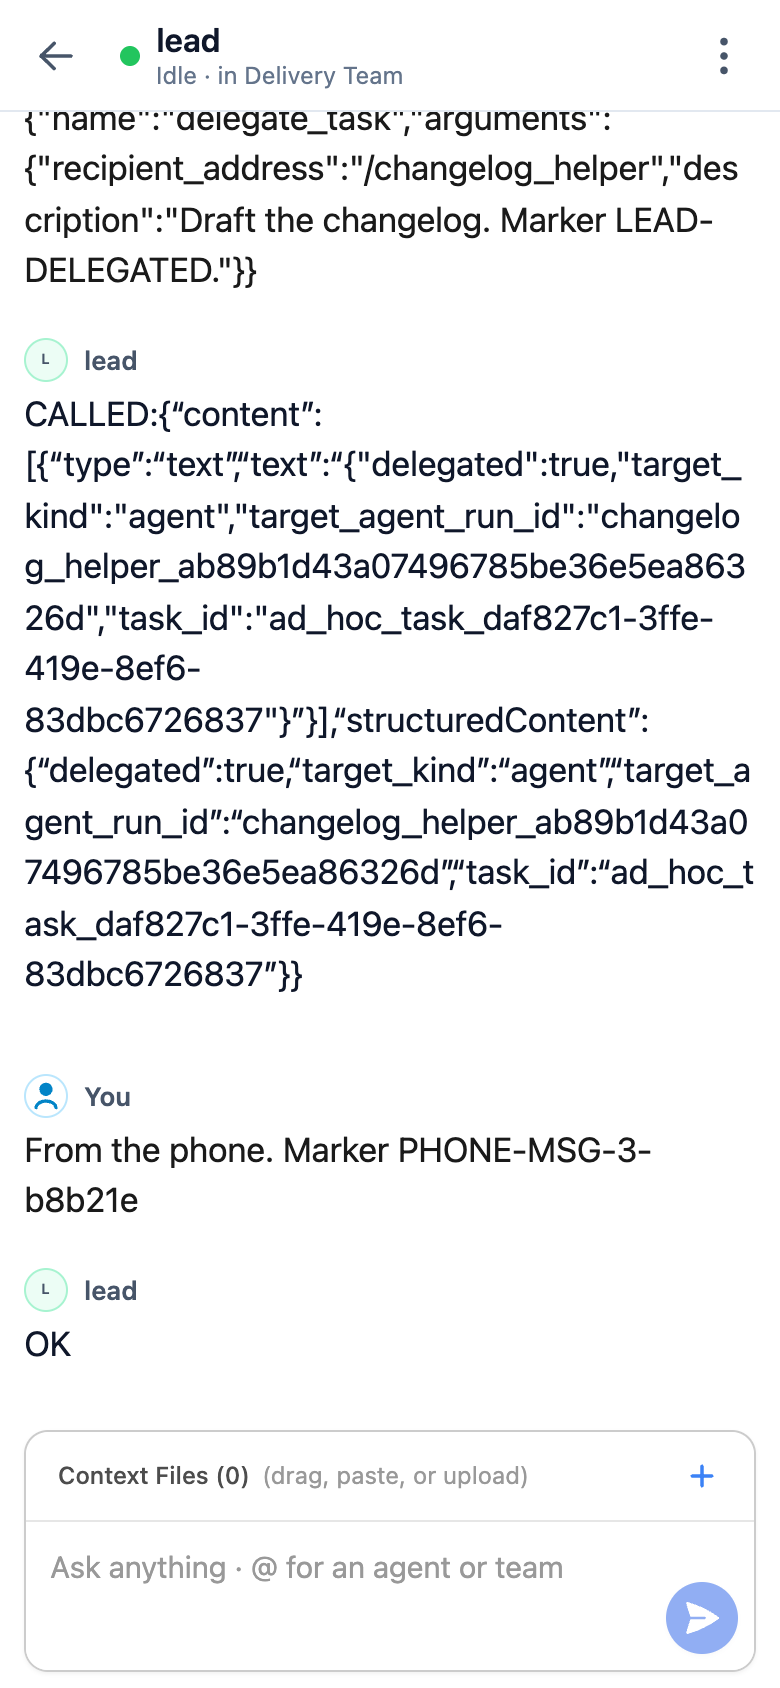 lead
Idle · in Delivery Team
{"name":"delegate_task","arguments":
{"recipient_address":"/changelog_helper","des
cription":"Draft the changelog. Marker LEAD-
DELEGATED."}}
L lead
CALLED:{“content”:
[{“type”:“text”,“text”:“{"delegated":true,"target_
kind":"agent","target_agent_run_id":"changelo
g_helper_ab89b1d43a07496785be36e5ea863
26d","task_id":"ad_hoc_task_daf827c1-3ffe-
419e-8ef6-
83dbc6726837"}”}],“structuredContent”:
{“delegated”:true,“target_kind”:“agent”,“target_a
gent_run_id”:“changelog_helper_ab89b1d43a0
7496785be36e5ea86326d”,“task_id”:“ad_hoc_t
ask_daf827c1-3ffe-419e-8ef6-
83dbc6726837”}}
You
From the phone. Marker PHONE-MSG-3-
b8b21e
L lead
OK
Context Files (0) (drag, paste, or upload)
Ask anything · @ for an agent or team